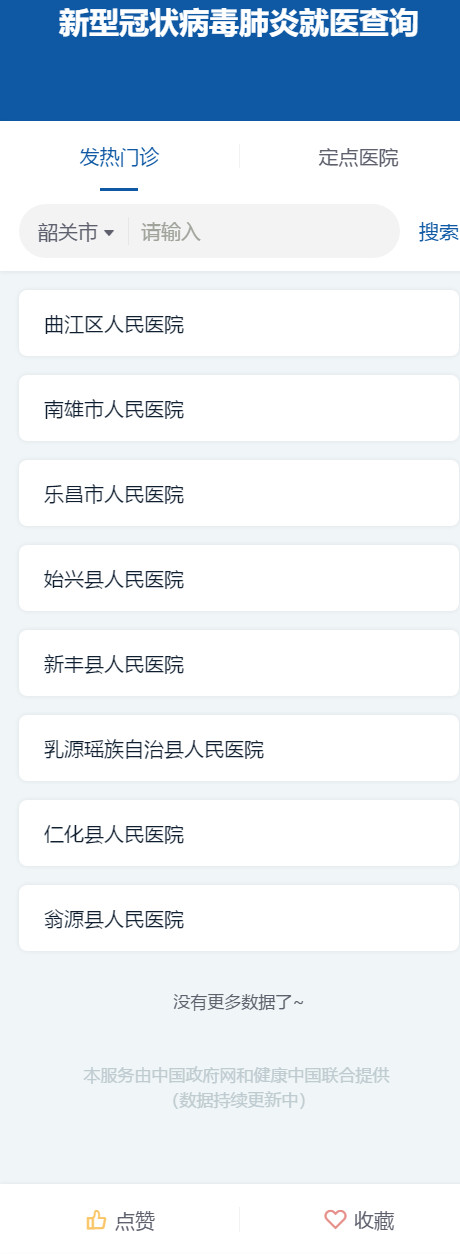 新型冠状病毒肺炎就医查询
发热门诊 定点医院
韶关市 请输入 搜索
曲江区人民医院
南雄市人民医院
乐昌市人民医院
始兴县人民医院
新丰县人民医院
乳源瑶族自治县人民医院
仁化县人民医院
翁源县人民医院
没有更多数据了~
本服务由中国政府网和健康中国联合提供
（数据持续更新中）
点赞 收藏